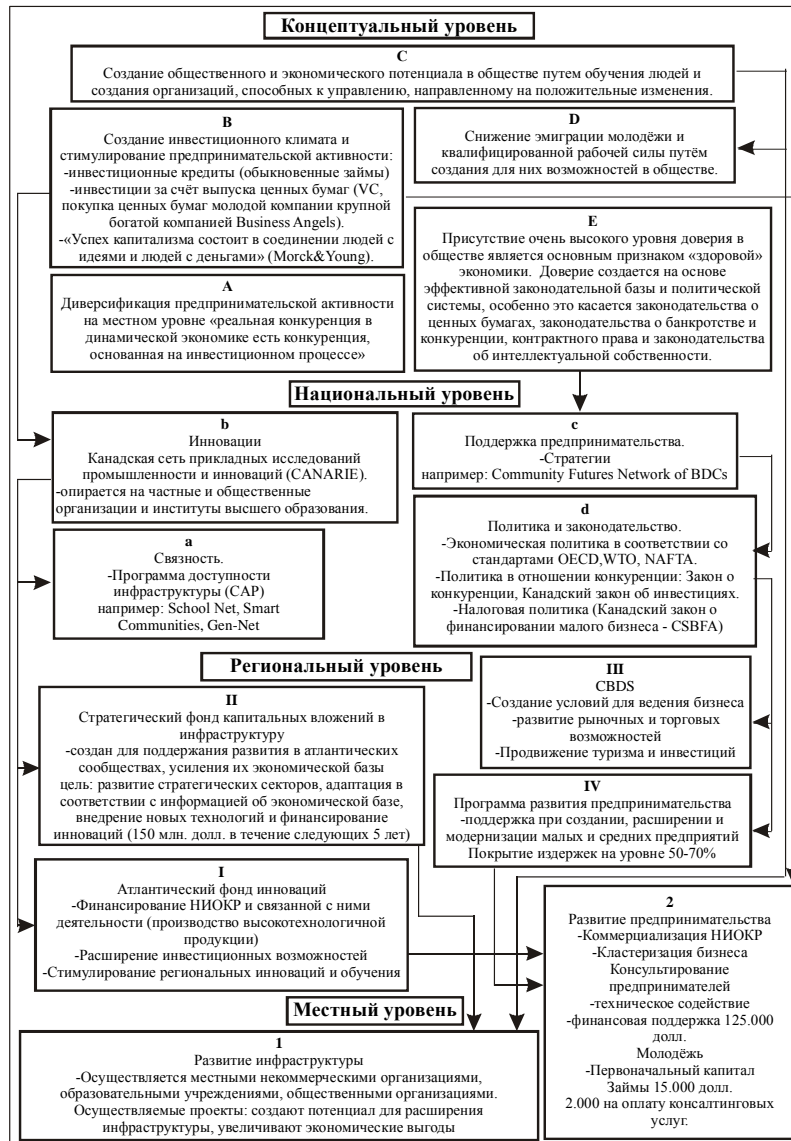 Концептуальный уровень
C
Создание общественного и экономического потенциала в обществе путем обучения людей и
создания организаций, способных к управлению, направленному на положительные изменения.
B
Создание инвестиционного климата и
стимулирование предпринимательской активности:
-инвестиционные кредиты (обыкновенные займы)
-инвестиции за счёт выпуска ценных бумаг (VC,
покупка ценных бумаг молодой компании крупной
богатой компанией Business Angels).
-«Успех капитализма состоит в соединении людей с
идеями и людей с деньгами» (Morck&Young).
D
Снижение эмиграции молодёжи и
квалифицированной рабочей силы путём
создания для них возможностей в обществе.
A
Диверсификация предпринимательской активности
на местном уровне «реальная конкуренция в
динамической экономике есть конкуренция,
основанная на инвестиционном процессе»
E
Присутствие очень высокого уровня доверия в
обществе является основным признаком «здоровой»
экономики. Доверие создается на основе
эффективной законодательной базы и политической
системы, особенно это касается законодательства о
ценных бумагах, законодательства о банкротстве и
конкуренции, контрактного права и законодательства
об интеллектуальной собственности.
Национальный уровень
b
Инновации
Канадская сеть прикладных исследований
промышленности и инноваций (CANARIE).
-опирается на частные и общественные
организации и институты высшего образования.
c
Поддержка предпринимательства.
-Стратегии
например: Community Futures Network of BDCs
a
Связность.
-Программа доступности
инфраструктуры (CAP)
например: School Net, Smart
Communities, Gen-Net
d
Политика и законодательство.
-Экономическая политика в соответствии со
стандартами OECD,WTO, NAFTA.
-Политика в отношении конкуренции: Закон о
конкуренции, Канадский закон об инвестициях.
-Налоговая политика (Канадский закон о
финансировании малого бизнеса - CSBFA)
Региональный уровень
II
Стратегический фонд капитальных вложений в
инфраструктуру
-создан для поддержания развития в атлантических
сообществах, усиления их экономической базы
цель: развитие стратегических секторов, адаптация в
соответствии с информацией об экономической базе,
внедрение новых технологий и финансирование
инноваций (150 млн. долл. в течение следующих 5 лет)
III
CBDS
-Создание условий для ведения бизнеса
-развитие рыночных и торговых
возможностей
-Продвижение туризма и инвестиций
IV
Программа развития предпринимательства
-поддержка при создании, расширении и
модернизации малых и средних предприятий
Покрытие издержек на уровне 50-70%
I
Атлантический фонд инноваций
-Финансирование НИОКР и связанной с ними
деятельности (производство высокотехнологичной
продукции)
-Расширение инвестиционных возможностей
-Стимулирование региональных инноваций и обучения
2
Развитие предпринимательства
-Коммерциализация НИОКР
-Кластеризация бизнеса
Консультирование
предпринимателей
-техническое содействие
-финансовая поддержка 125.000
долл.
Молодёжь
-Первоначальный капитал
Займы 15.000 долл.
2.000 на оплату консалтинговых
услуг.
Местный уровень
1
Развитие инфраструктуры
-Осуществляется местными некоммерческими организациями,
образовательными учреждениями, общественными организациями.
Осуществляемые проекты: создают потенциал для расширения
инфраструктуры, увеличивают экономические выгоды